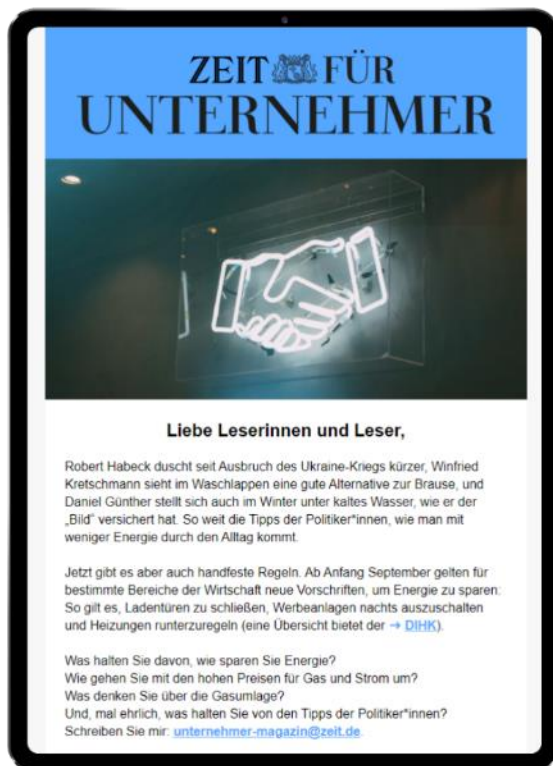 ZEIT FÜR
UNTERNEHMER
Liebe Leserinnen und Leser,
Robert Habeck duscht seit Ausbruch des Ukraine-Kriegs kürzer, Winfried
Kretschmann sieht im Waschlappen eine gute Alternative zur Brause, und
Daniel Günther stellt sich auch im Winter unter kaltes Wasser, wie er der
„Bild“ versichert hat. So weit die Tipps der Politiker*innen, wie man mit
weniger Energie durch den Alltag kommt.
Jetzt gibt es aber auch handfeste Regeln. Ab Anfang September gelten für
bestimmte Bereiche der Wirtschaft neue Vorschriften, um Energie zu sparen:
So gilt es, Ladentüren zu schließen, Werbeanlagen nachts auszuschalten
und Heizungen runterzuregeln (eine Übersicht bietet der → DIHK).
Was halten Sie davon, wie sparen Sie Energie?
Wie gehen Sie mit den hohen Preisen für Gas und Strom um?
Was denken Sie über die Gasumlage?
Und, mal ehrlich, was halten Sie von den Tipps der Politiker*innen?
Schreiben Sie mir: unternehmer-magazin@zeit.de.